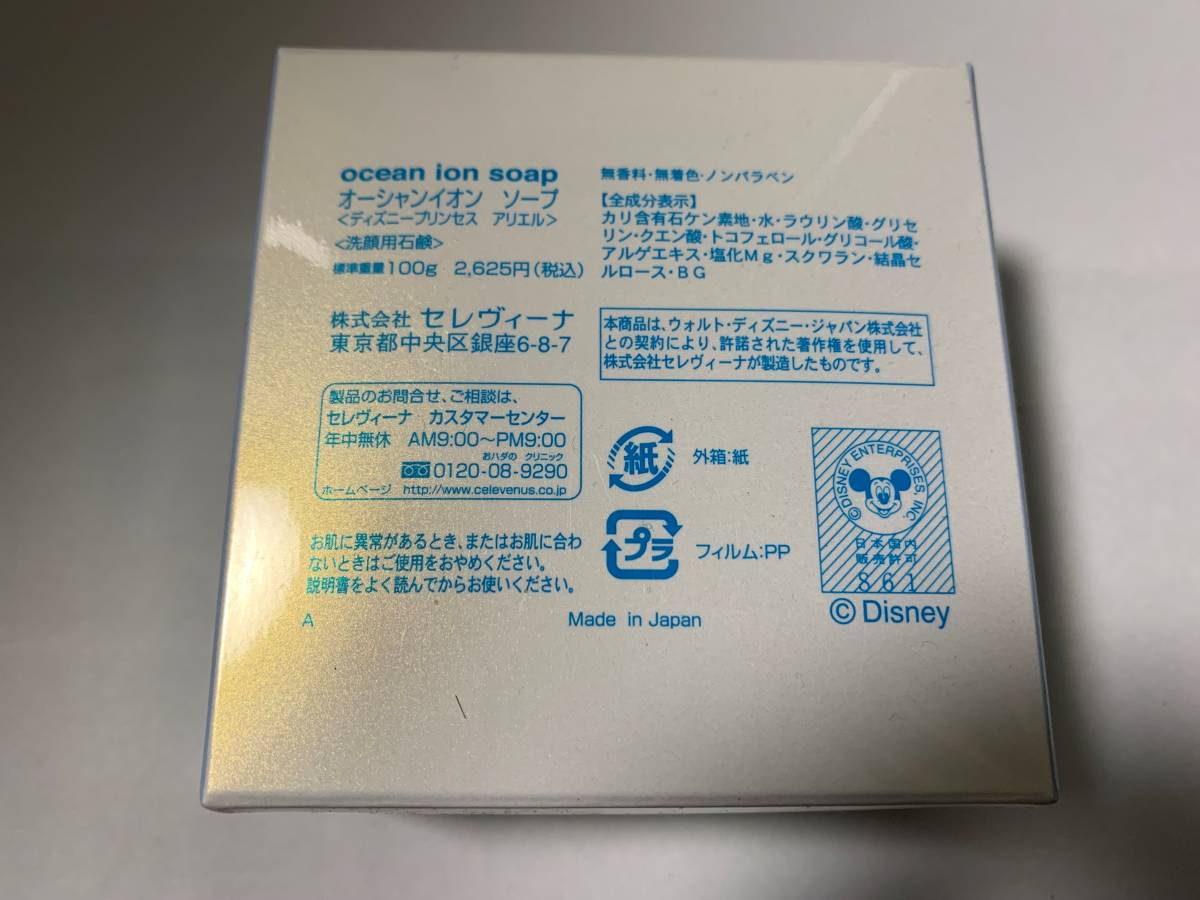 ocean ion soap
オーシャンイオン ソープ
<ディズニープリンセス アリエル>
<洗顔用石鹸>
標準重量100g 2,625円(税込)
株式会社 セレヴィーナ
東京都中央区銀座6-8-7
製品のお問合せ、ご相談は、
セレヴィーナ カスタマーセンター
年中無休 AM9:00〜PM9:00
おハダの クリニック
0120-08-9290
ホームページ http://www.celevenus.co.jp
お肌に異常があるとき、またはお肌に合わ
ないときはご使用をおやめください。
説明書をよく読んでからお使いください。
A
無香料・無着色・ノンパラベン
【全成分表示】
カリ含有石ケン素地・水・ラウリン酸・グリセ
リン・クエン酸・トコフェロール・グリコール酸・
アルゲエキス・塩化Mg・スクワラン・結晶セ
ルロース・BG
本商品は、ウォルト・ディズニー・ジャパン株式会社
との契約により、許諾された著作権を使用して、
株式会社セレヴィーナが製造したものです。
紙
外箱:紙
プラ
フィルム:PP
Made in Japan
©DISNEY ENTERPRISES, INC.
日本国内
販売許可
861
© Disney